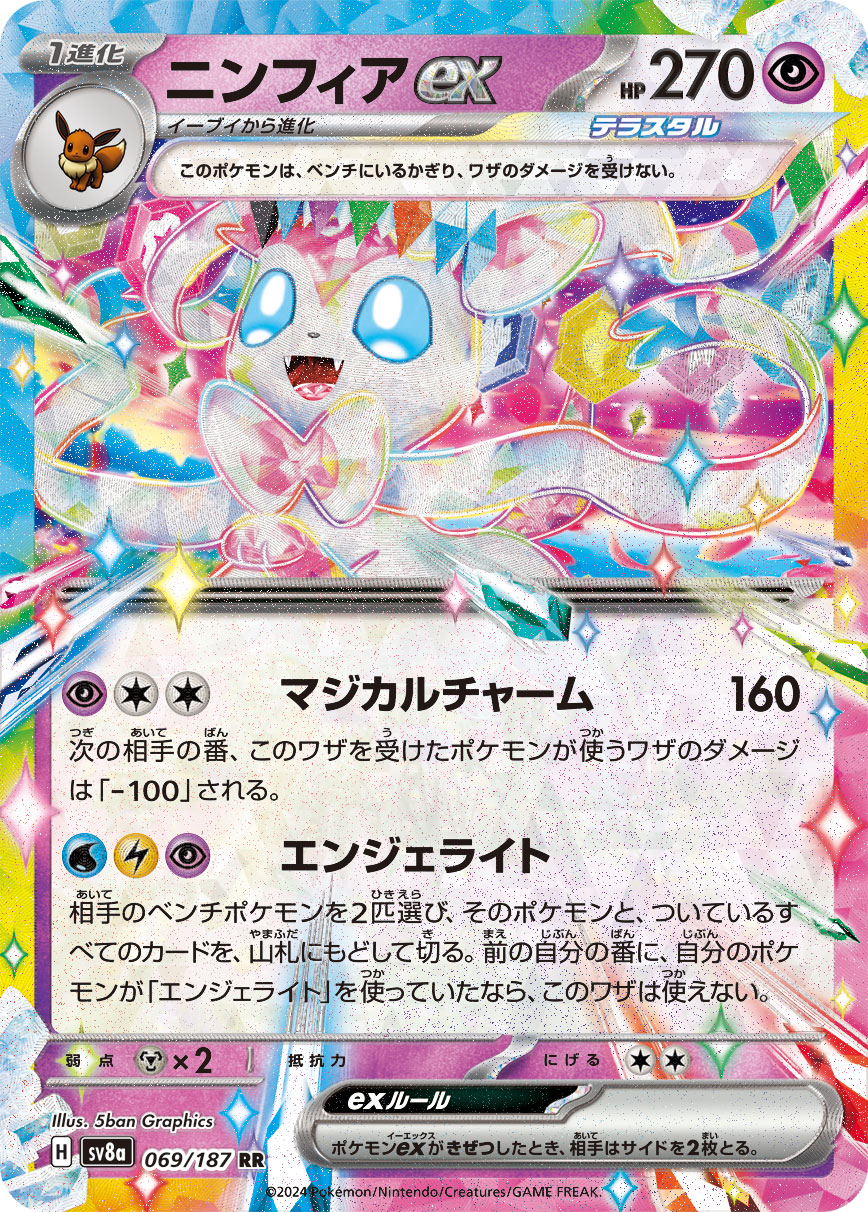 1進化
ニンフィアex
HP270
イーブイから進化
テラスタル
このポケモンは、ベンチにいるかぎり、ワザのダメージを受けない。
マジカルチャーム 160
次の相手の番、このワザを受けたポケモンが使うワザのダメージ
は「-100」される。
エンジェライト
相手のベンチポケモンを2匹選び、そのポケモンと、ついているす
べてのカードを、山札にもどして切る。前の自分の番に、自分のポケ
モンが「エンジェライト」を使っていたなら、このワザは使えない。
弱点 ×2 抵抗力 にげる
exルール
ポケモンexがきぜつしたとき、相手はサイドを2枚とる。
Illus. 5ban Graphics
H sv8a 069/187 RR
©2024 Pokémon/Nintendo/Creatures/GAME FREAK.